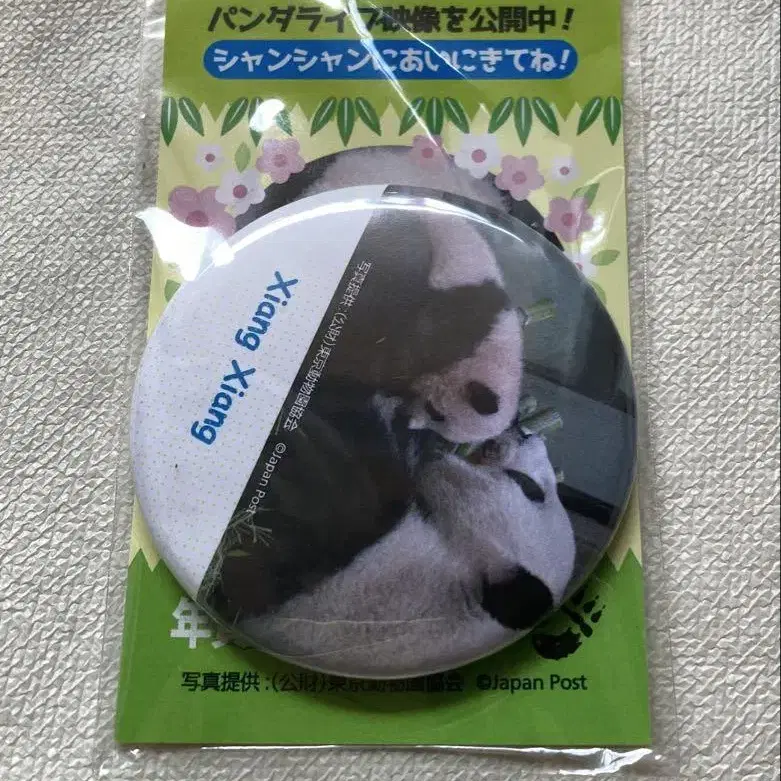 パンダライブ映像を公開中!
シャンシャンにあいにきてね!
Xiang Xiang
写真提供:(公財)東京動物園協会 ©Japan Post
年
写真提供:(公財)東京動物園協会 ©Japan Post